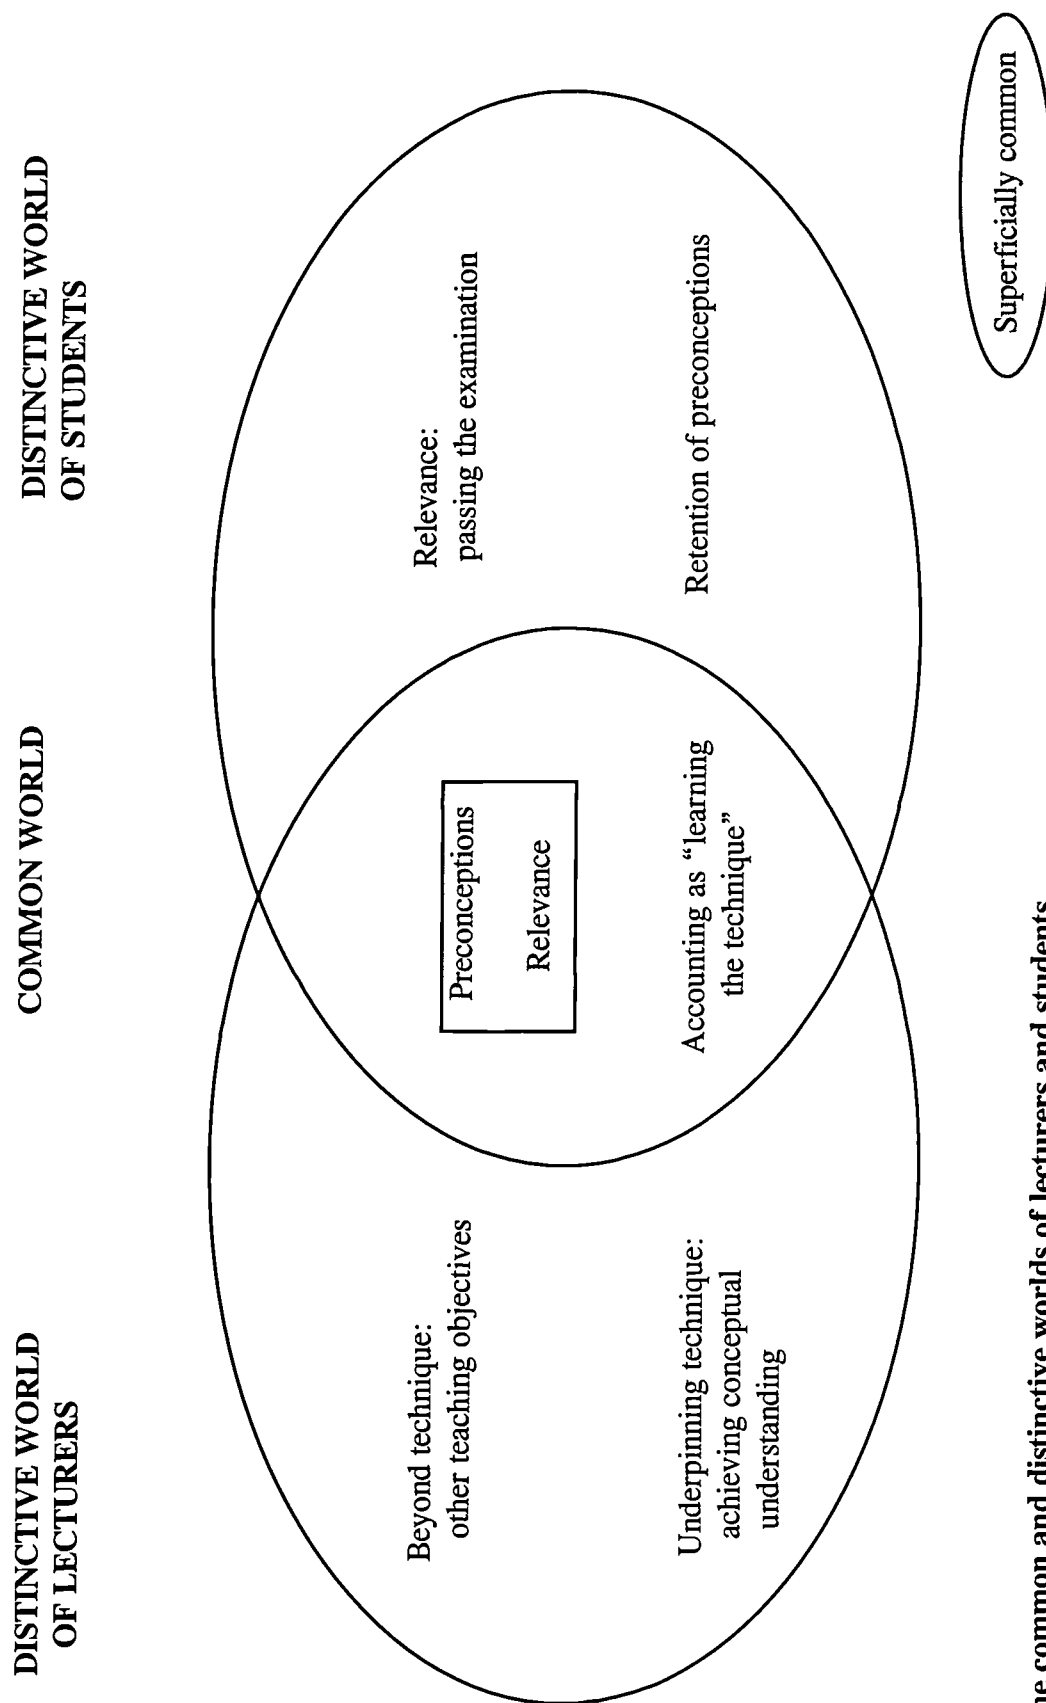 DISTINCTIVE WORLD
OF LECTURERS
COMMON WORLD
DISTINCTIVE WORLD
OF STUDENTS
Beyond technique:
other teaching objectives
Underpinning technique:
achieving conceptual
understanding
Preconceptions
Relevance
Accounting as “learning
the technique”
Relevance:
passing the examination
Retention of preconceptions
Superficially common
common and distinctive worlds of lecturers and students